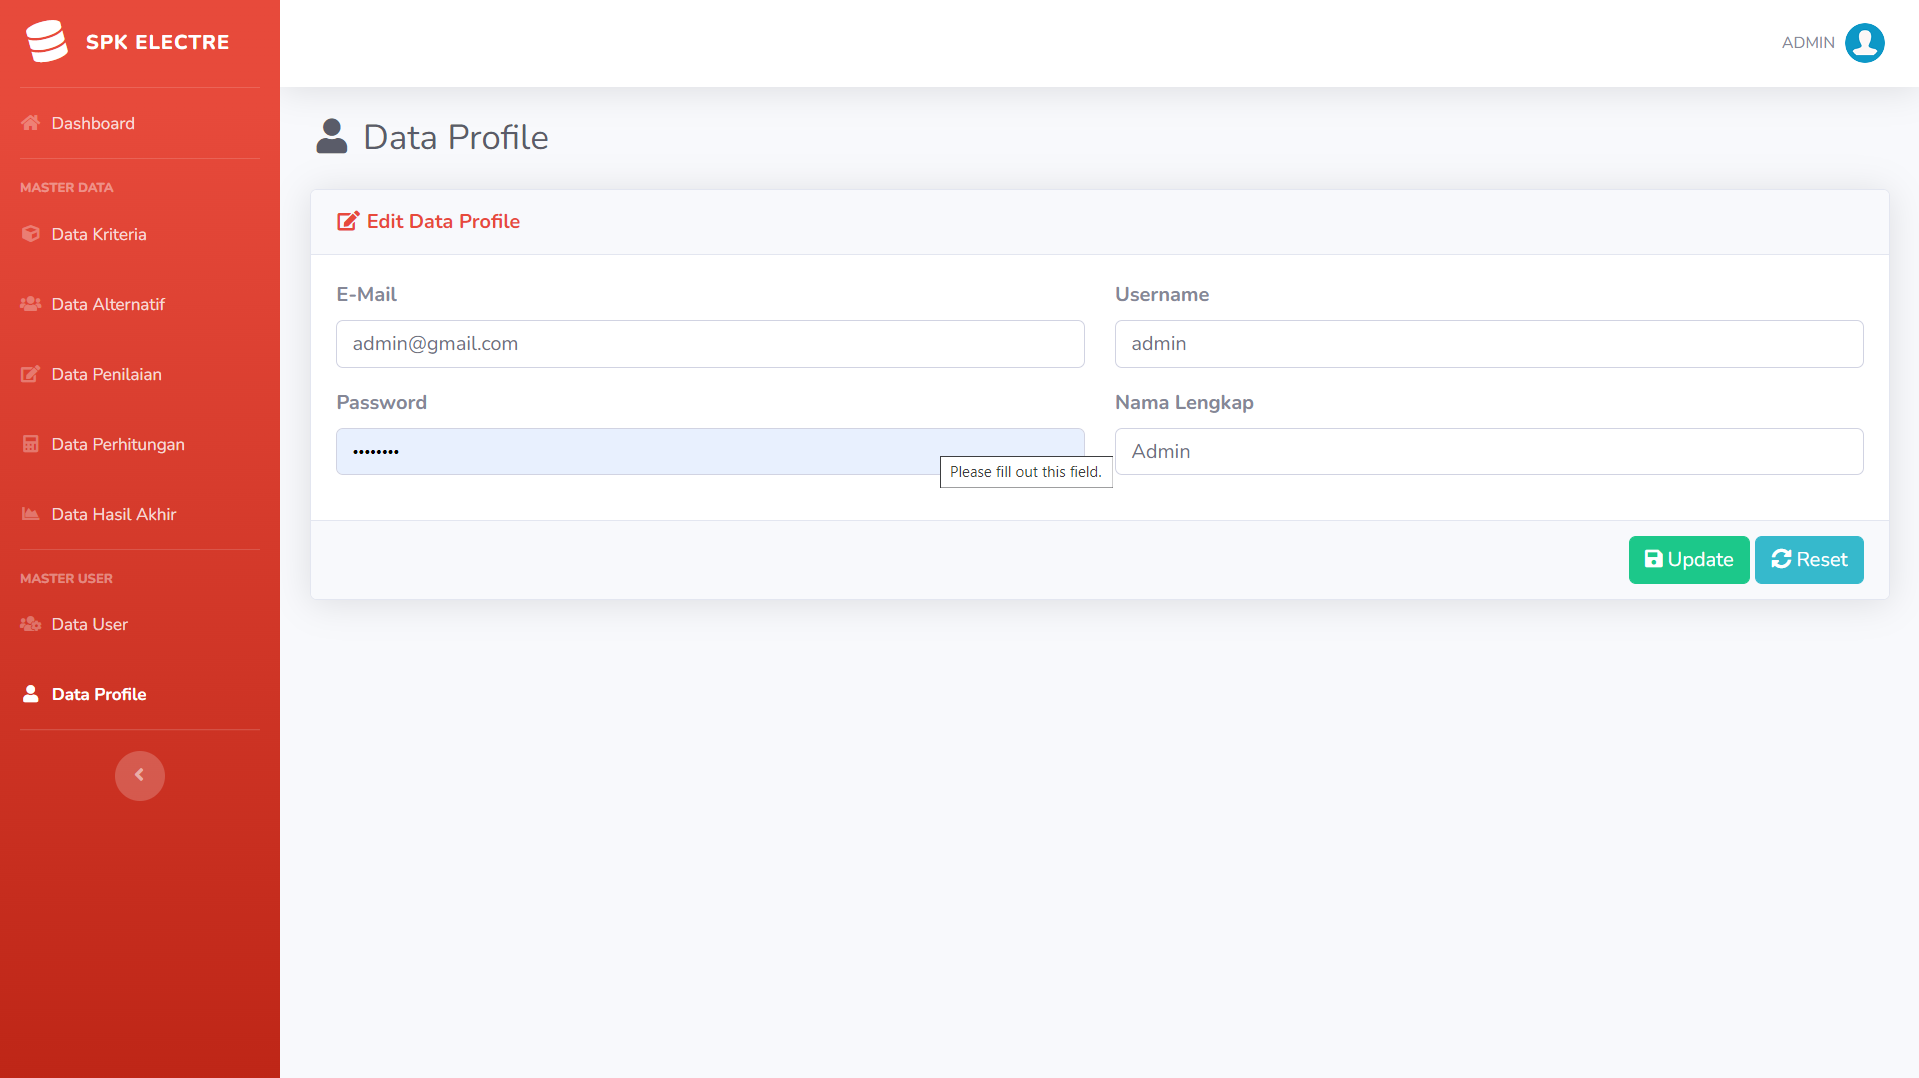 SPK ELECTRE
ADMIN
Dashboard
MASTER DATA
Data Kriteria
Data Alternatif
Data Penilaian
Data Perhitungan
Data Hasil Akhir
MASTER USER
Data User
Data Profile
Data Profile
Edit Data Profile
E-Mail
admin@gmail.com
Username
admin
Password
••••••••
Nama Lengkap
Admin
Please fill out this field.
Update
Reset